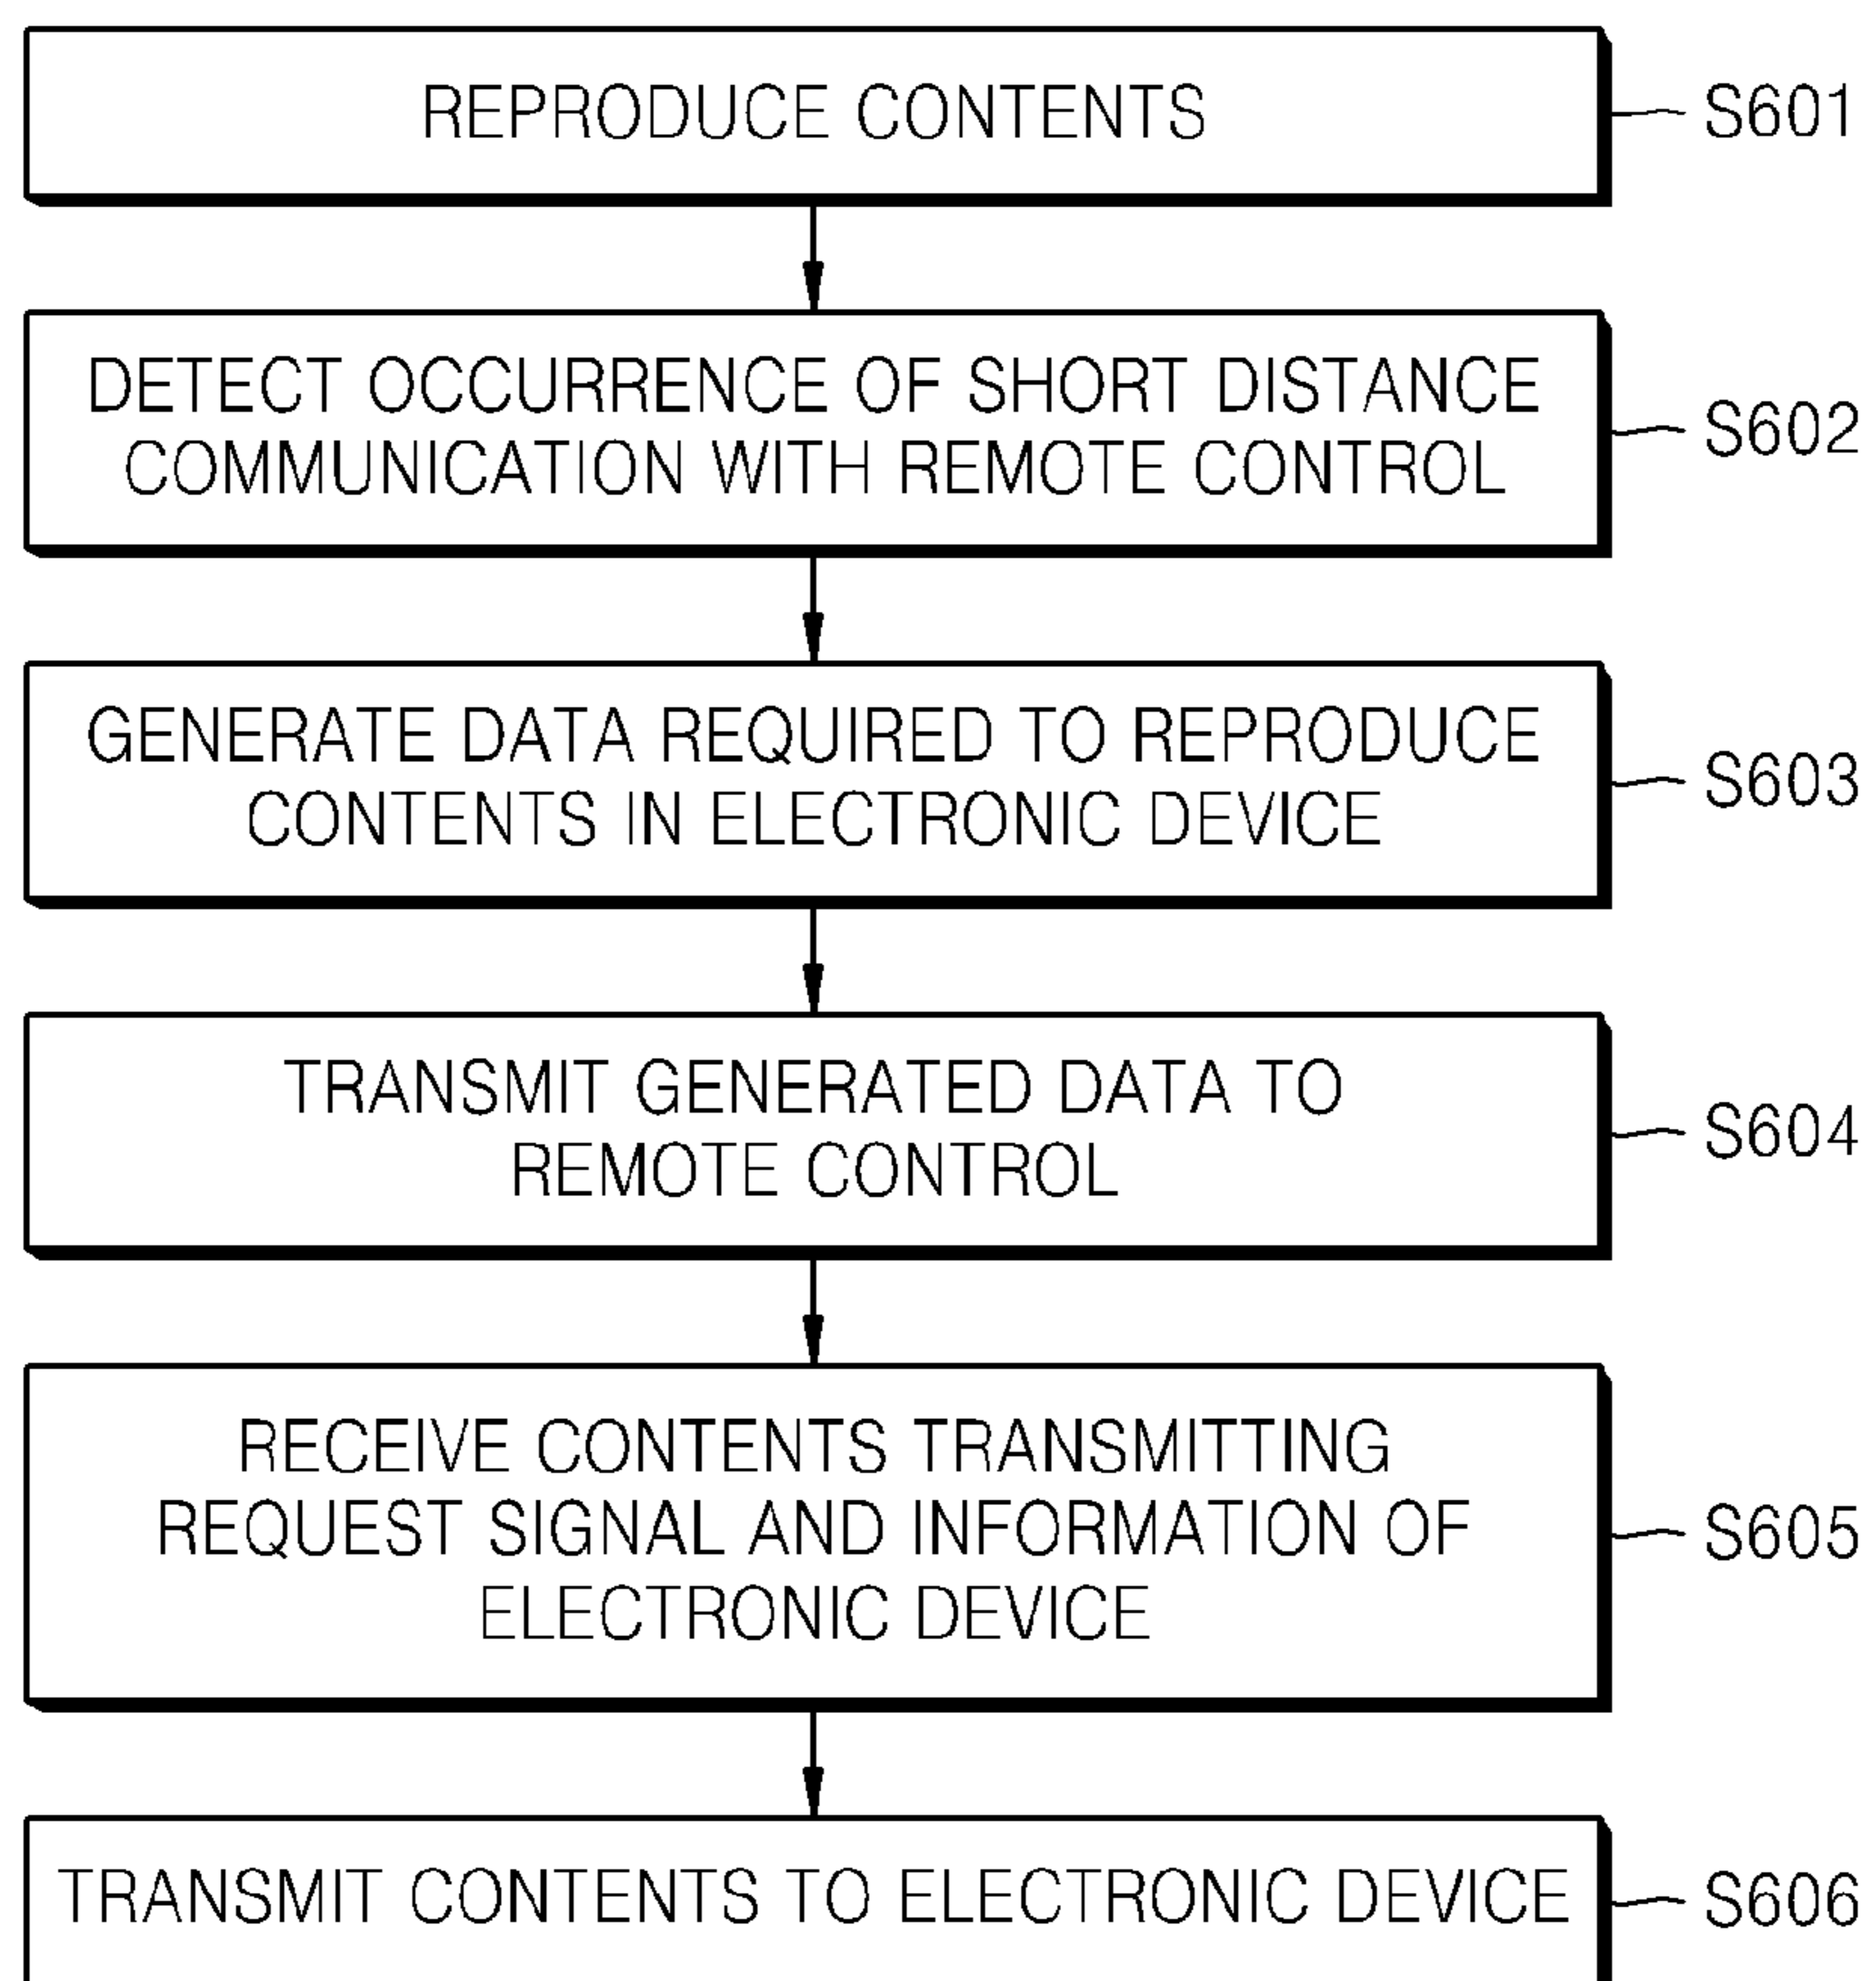 REPRODUCE CONTENTS
S601
DETECT OCCURRENCE OF SHORT DISTANCE
COMMUNICATION WITH REMOTE CONTROL
S602
GENERATE DATA REQUIRED TO REPRODUCE
CONTENTS IN ELECTRONIC DEVICE
S603
TRANSMIT GENERATED DATA TO
REMOTE CONTROL
S604
RECEIVE CONTENTS TRANSMITTING
REQUEST SIGNAL AND INFORMATION OF
ELECTRONIC DEVICE
S605
TRANSMIT CONTENTS TO ELECTRONIC DEVICE
S606